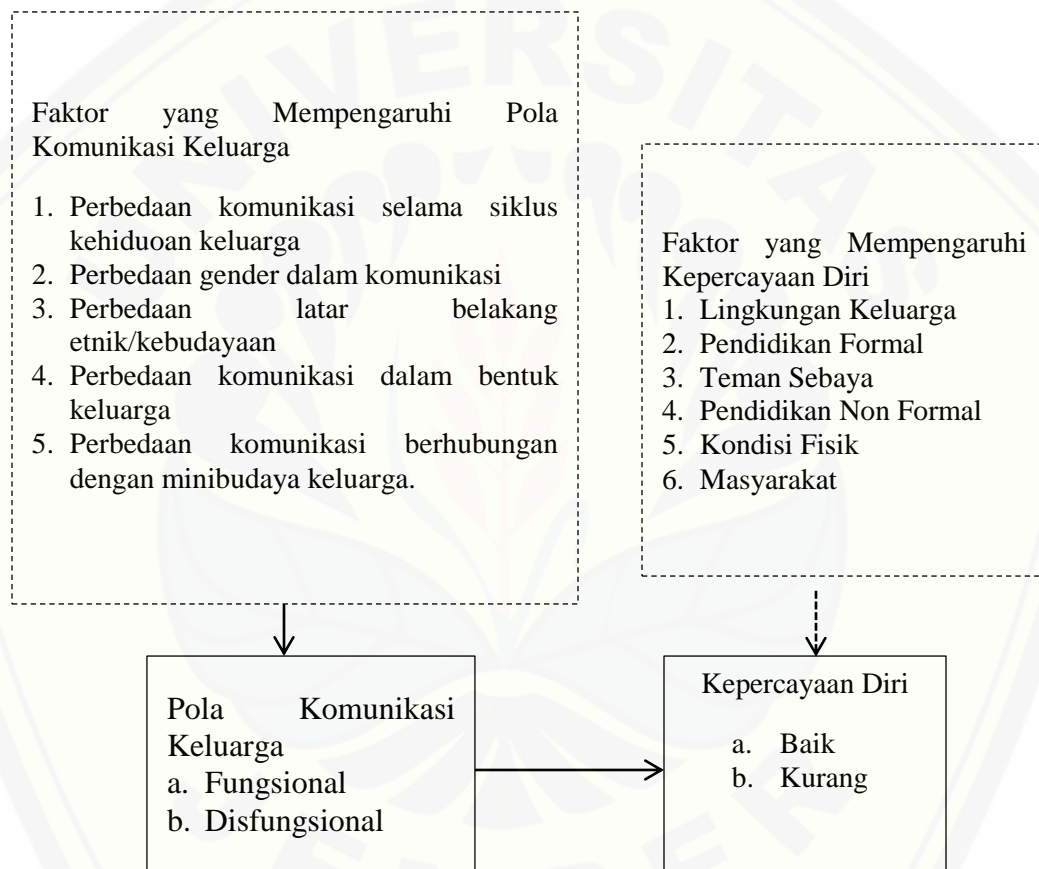 UNIVERSITAS
Faktor yang Mempengaruhi Pola
Komunikasi Keluarga
1. Perbedaan komunikasi selama siklus
kehiduoan keluarga
2. Perbedaan gender dalam komunikasi
3. Perbedaan latar belakang
etnik/kebudayaan
4. Perbedaan komunikasi dalam bentuk
keluarga
5. Perbedaan komunikasi berhubungan
dengan minibudaya keluarga.
Faktor yang Mempengaruhi
Kepercayaan Diri
1. Lingkungan Keluarga
2. Pendidikan Formal
3. Teman Sebaya
4. Pendidikan Non Formal
5. Kondisi Fisik
6. Masyarakat
Pola Komunikasi
Keluarga
a. Fungsional
b. Disfungsional
Kepercayaan Diri
a. Baik
b. Kurang